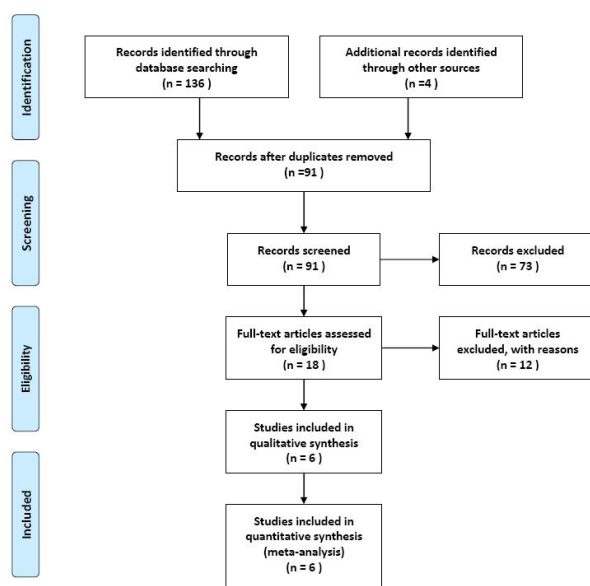 Identification
Records identified through
database searching
(n = 136 )
Additional records identified
through other sources
(n =4 )
Records after duplicates removed
(n =91 )
Screening
Records screened
(n = 91 )
Records excluded
(n = 73 )
Eligibility
Full-text articles assessed
for eligibility
(n = 18 )
Full-text articles
excluded, with reasons
(n = 12 )
Studies included in
qualitative synthesis
(n = 6 )
Included
Studies included in
quantitative synthesis
(meta-analysis)
(n = 6 )